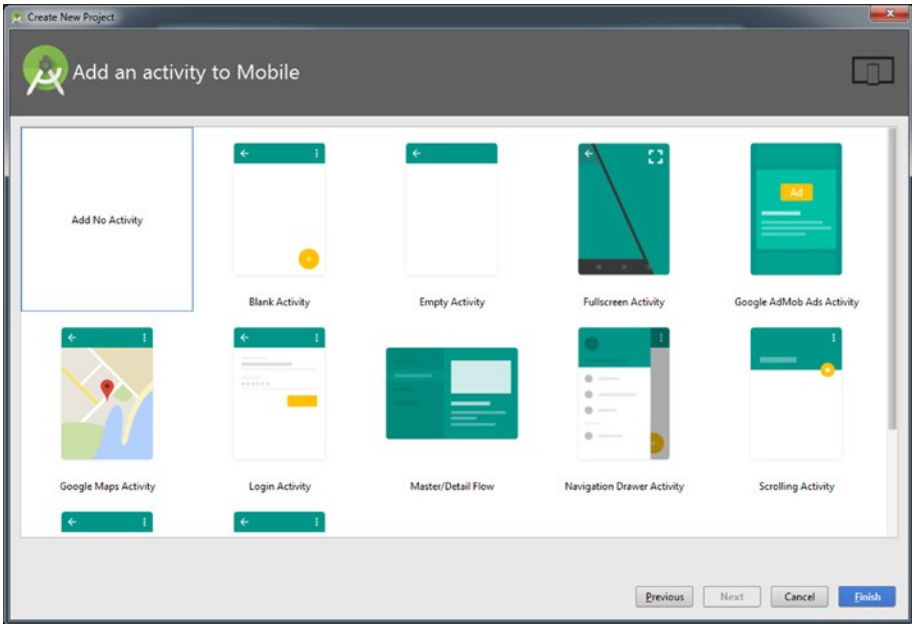 Create New Project
Add an activity to Mobile
Add No Activity
Ad
Blank Activity
Empty Activity
Fullscreen Activity
Google AdMob Ads Activity
Google Maps Activity
Login Activity
Master/Detail Flow
Navigation Drawer Activity
Scrolling Activity
Previous
Next
Cancel
Finish